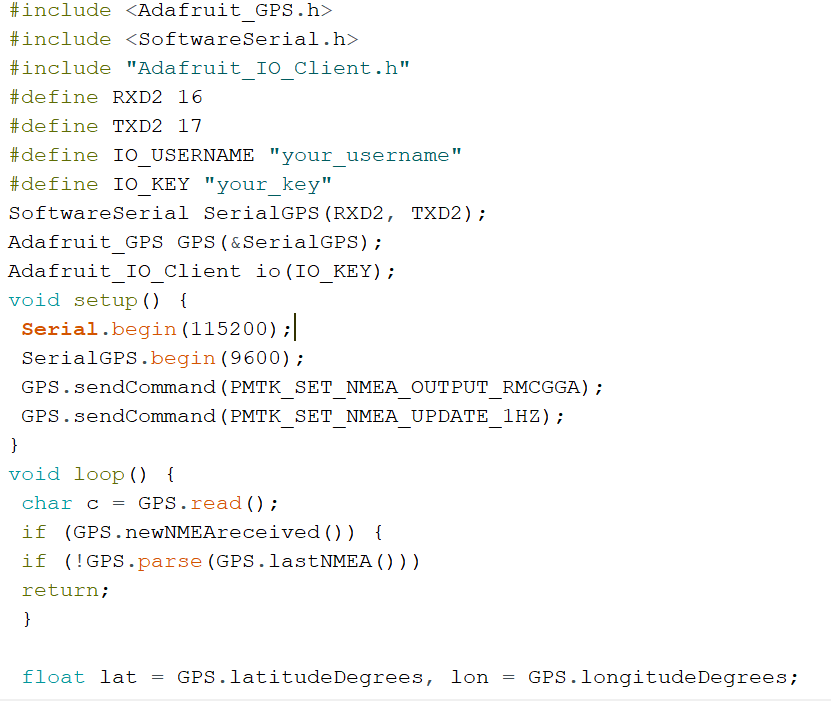 #include <Adafruit_GPS.h>
#include <SoftwareSerial.h>
#include "Adafruit_IO_Client.h"
#define RXD2 16
#define TXD2 17
#define IO_USERNAME "your_username"
#define IO_KEY "your_key"
SoftwareSerial SerialGPS(RXD2, TXD2);
Adafruit_GPS GPS(&SerialGPS);
Adafruit_IO_Client io(IO_KEY);
void setup() {
 Serial.begin(115200);
 SerialGPS.begin(9600);
 GPS.sendCommand(PMTK_SET_NMEA_OUTPUT_RMCGGA);
 GPS.sendCommand(PMTK_SET_NMEA_UPDATE_1HZ);
}
void loop() {
 char c = GPS.read();
 if (GPS.newNMEAreceived()) {
 if (!GPS.parse(GPS.lastNMEA()))
 return;
 }
 float lat = GPS.latitudeDegrees, lon = GPS.longitudeDegrees;